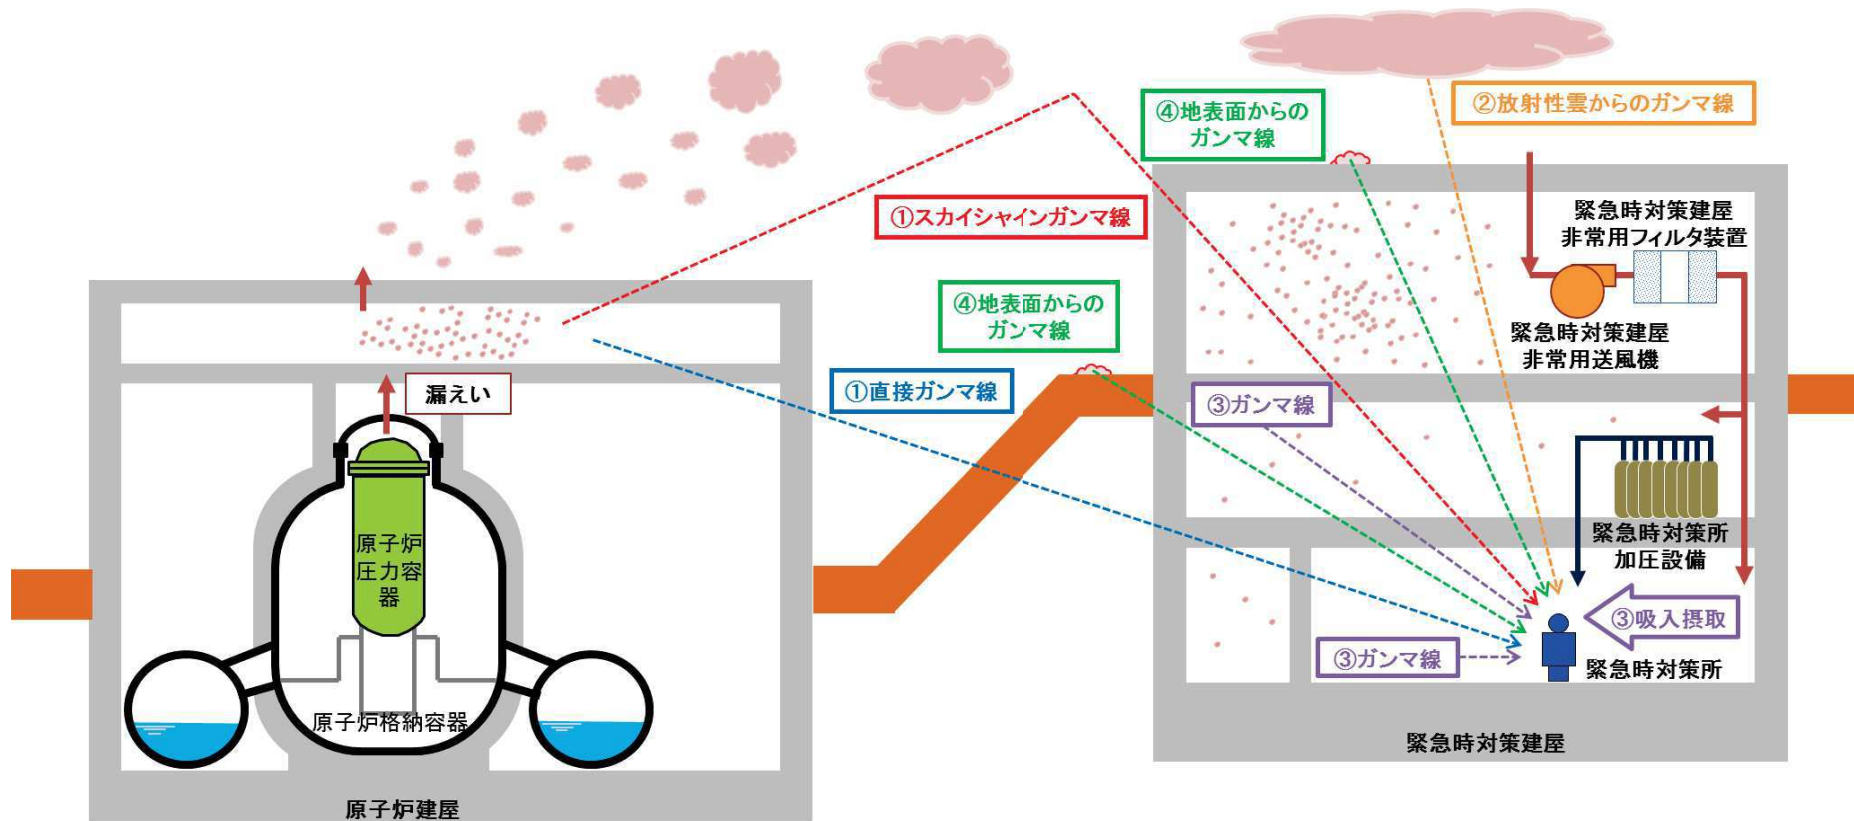 ②放射性雲からのガンマ線
④地表面からの
ガンマ線
①スカイシャインガンマ線
緊急時対策建屋
非常用フィルタ装置
④地表面からの
ガンマ線
緊急時対策建屋
非常用送風機
漏えい
①直接ガンマ線
③ガンマ線
原子炉
圧力容
器
緊急時対策所
加圧設備
③吸入摂取
③ガンマ線
緊急時対策所
原子炉格納容器
緊急時対策建屋
原子炉建屋